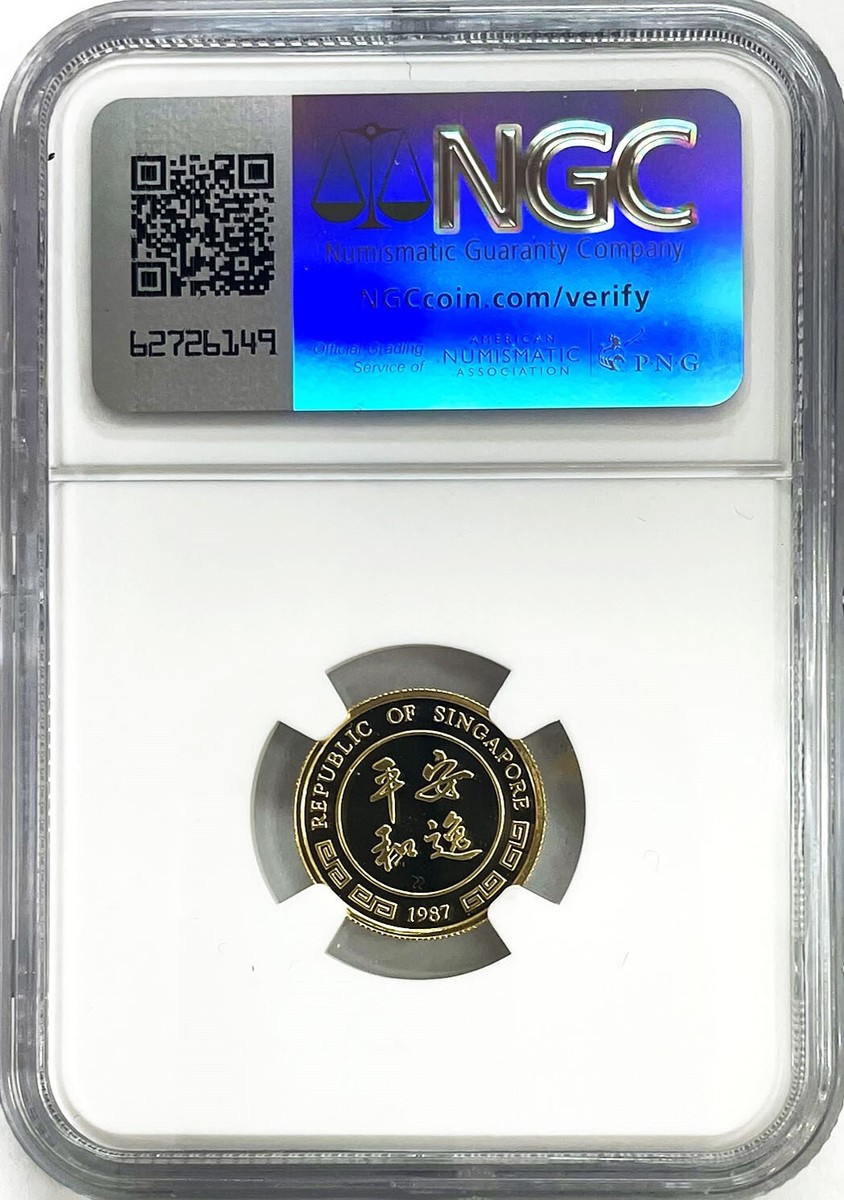 NGC
Numismatic Guaranty Company
NGCcoin.com/verify
62726149
Official Grading
Service of
AMERICAN
NUMISMATIC
ASSOCIATION
PNG
REPUBLIC OF SINGAPORE
平安
和逸
1987